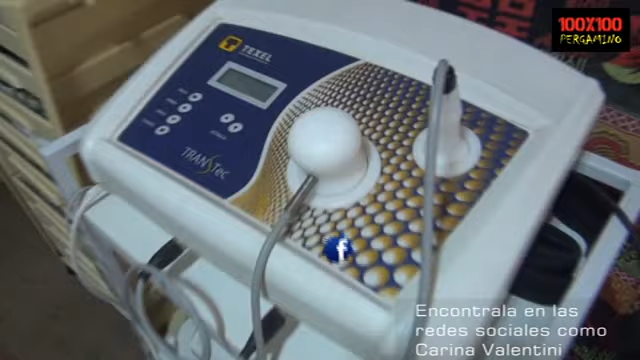 100X100
PERGAMINO
TEXEL
TRANSTEC
Encontrala en las
redes sociales como
Carina Valentini
f